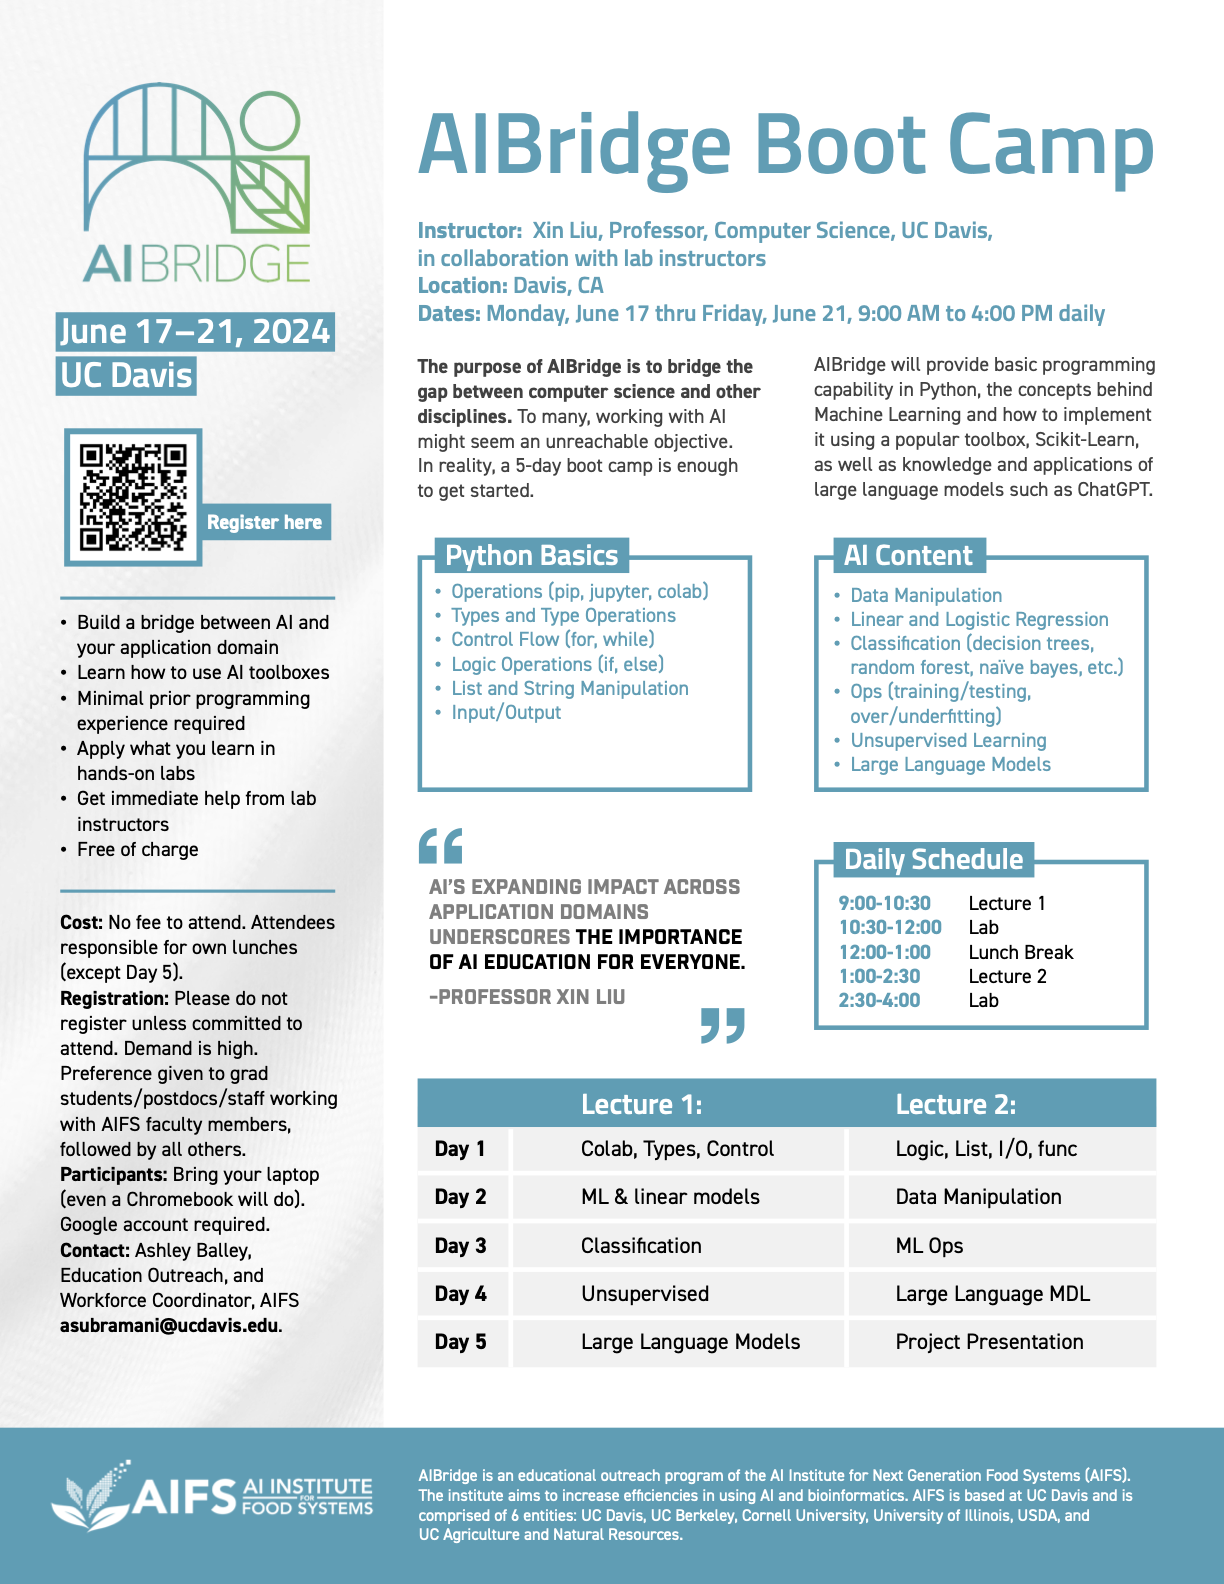 AIBRIDGE
June 17–21, 2024
UC Davis
Register here
• Build a bridge between AI and
your application domain
• Learn how to use AI toolboxes
• Minimal prior programming
experience required
• Apply what you learn in
hands-on labs
• Get immediate help from lab
instructors
• Free of charge
Cost: No fee to attend. Attendees
responsible for own lunches
(except Day 5).
Registration: Please do not
register unless committed to
attend. Demand is high.
Preference given to grad
students/postdocs/staff working
with AIFS faculty members,
followed by all others.
Participants: Bring your laptop
(even a Chromebook will do).
Google account required.
Contact: Ashley Balley,
Education Outreach, and
Workforce Coordinator, AIFS
asubramani@ucdavis.edu.
AIBridge Boot Camp
Instructor: Xin Liu, Professor, Computer Science, UC Davis,
in collaboration with lab instructors
Location: Davis, CA
Dates: Monday, June 17 thru Friday, June 21, 9:00 AM to 4:00 PM daily
The purpose of AIBridge is to bridge the
gap between computer science and other
disciplines. To many, working with AI
might seem an unreachable objective.
In reality, a 5-day boot camp is enough
to get started.
AIBridge will provide basic programming
capability in Python, the concepts behind
Machine Learning and how to implement
it using a popular toolbox, Scikit-Learn,
as well as knowledge and applications of
large language models such as ChatGPT.
Python Basics
• Operations (pip, jupyter, colab)
• Types and Type Operations
• Control Flow (for, while)
• Logic Operations (if, else)
• List and String Manipulation
• Input/Output
AI Content
• Data Manipulation
• Linear and Logistic Regression
• Classification (decision trees,
random forest, naïve bayes, etc.)
• Ops (training/testing,
over/underfitting)
• Unsupervised Learning
• Large Language Models
“
AI’S EXPANDING IMPACT ACROSS
APPLICATION DOMAINS
UNDERSCORES THE IMPORTANCE
OF AI EDUCATION FOR EVERYONE.
–PROFESSOR XIN LIU
”
Daily Schedule
9:00-10:30 Lecture 1
10:30-12:00 Lab
12:00-1:00 Lunch Break
1:00-2:30 Lecture 2
2:30-4:00 Lab
Lecture 1: Lecture 2:
Day 1 Colab, Types, Control Logic, List, I/O, func
Day 2 ML & linear models Data Manipulation
Day 3 Classification ML Ops
Day 4 Unsupervised Large Language MDL
Day 5 Large Language Models Project Presentation
AIFS AI INSTITUTE
FOR
FOOD SYSTEMS
AIBridge is an educational outreach program of the AI Institute for Next Generation Food Systems (AIFS).
The institute aims to increase efficiencies in using AI and bioinformatics. AIFS is based at UC Davis and is
comprised of 6 entities: UC Davis, UC Berkeley, Cornell University, University of Illinois, USDA, and
UC Agriculture and Natural Resources.